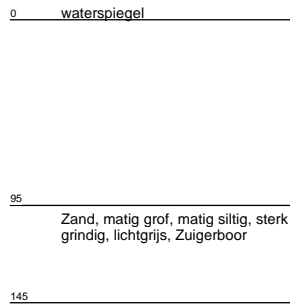 0 waterspiegel
95
Zand, matig grof, matig siltig, sterk
grindig, lichtgrijs, Zuigerboor
145